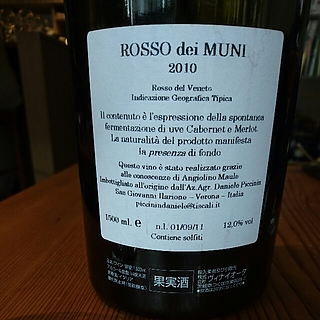 ROSSO dei MUNI
2010
Rosso del Veneto
Indicazione Geografica Tipica
Il contenuto è l'espressione della spontanea
fermentazione di uve Cabernet e Merlot.
La naturalità del prodotto manifesta
la presenza di fondo
Questo vino è stato realizzato grazie
alle conoscenze di Angiolino Maule
Imbottigliato all'origine dall'Az.Agr. Daniele Piccinin
San Giovanni Ilarione – Verona – Italia
piccinindaniele@tiscali.it
1500 ml. e
n.l. 01/09/11
12,0% vol
Contiene solfiti
果実酒